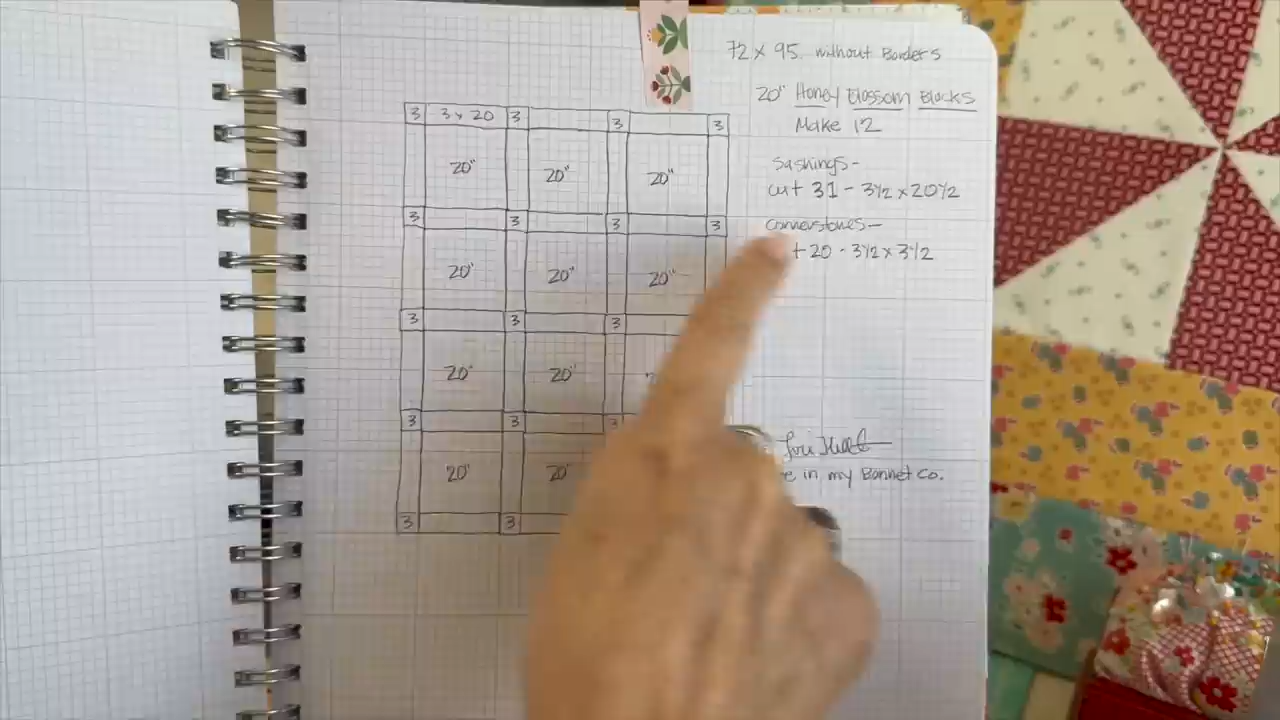 72 x 95 without Borders
20" Honey Blossom Blocks
Make 12
Sashings-
cut 31 - 3½ x 20½
Cornerstones-
+ 20 - 3½ x 3½
3 3 x 20 3 3 3
20" 20" 20"
3 3 3 3
20" 20" 20"
3 3 3
20" 20"
3 3 3
20" 20"
3 3
in my Bonnet Co.